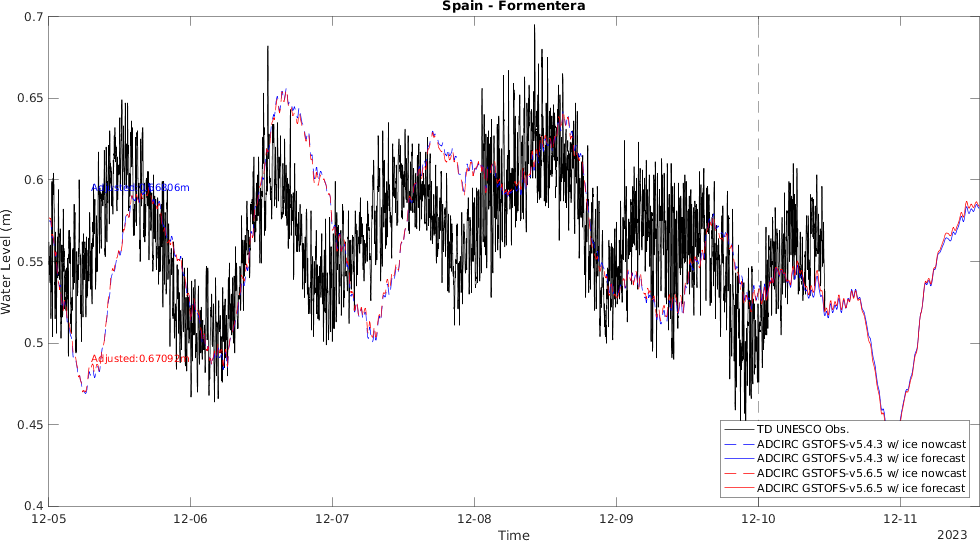 Spain - Formentera
0.7
0.65
0.6
0.55
0.5
0.45
0.4
Water Level (m)
Adjusted:0.67092m
TD UNESCO Obs.
ADCIRC GSTOFS-v5.4.3 w/ ice nowcast
ADCIRC GSTOFS-v5.4.3 w/ ice forecast
ADCIRC GSTOFS-v5.6.5 w/ ice nowcast
ADCIRC GSTOFS-v5.6.5 w/ ice forecast
12-05
12-06
12-07
12-08
12-09
12-10
12-11
Time
2023